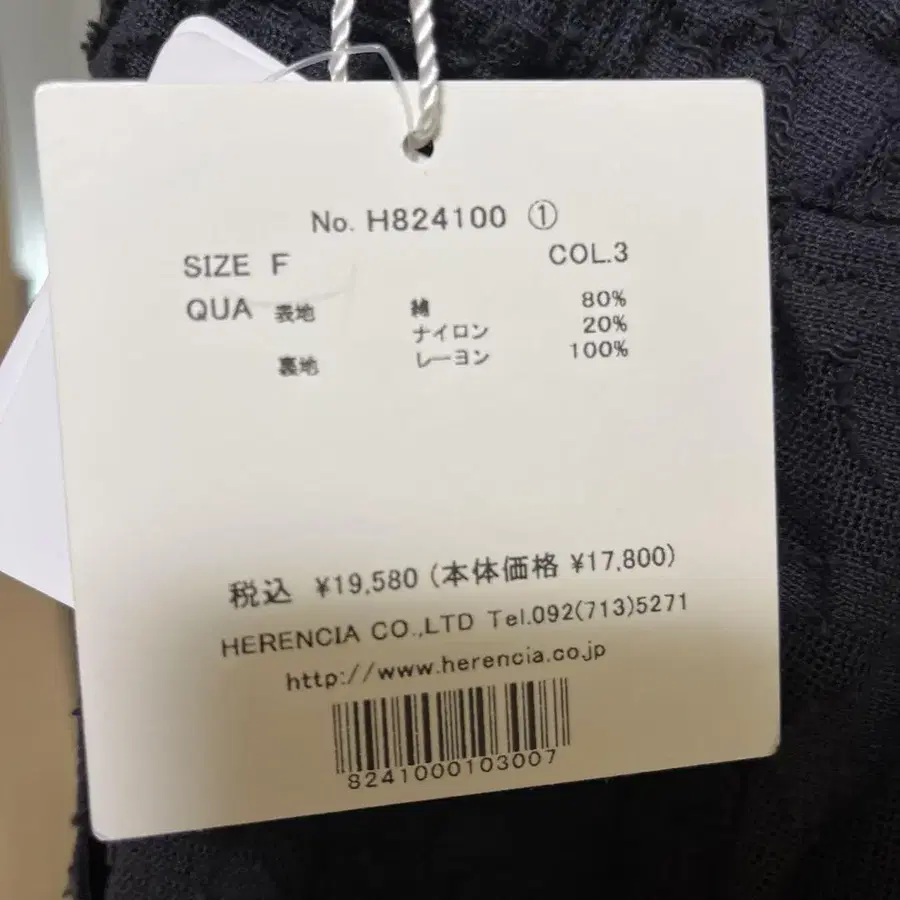 No. H824100 ①
SIZE F COL.3
QUA 表地 綿 80%
ナイロン 20%
裏地 レーヨン 100%
税込 ¥19,580 (本体価格 ¥17,800)
HERENCIA CO.,LTD Tel.092(713)5271
http://www.herencia.co.jp
8241000103007